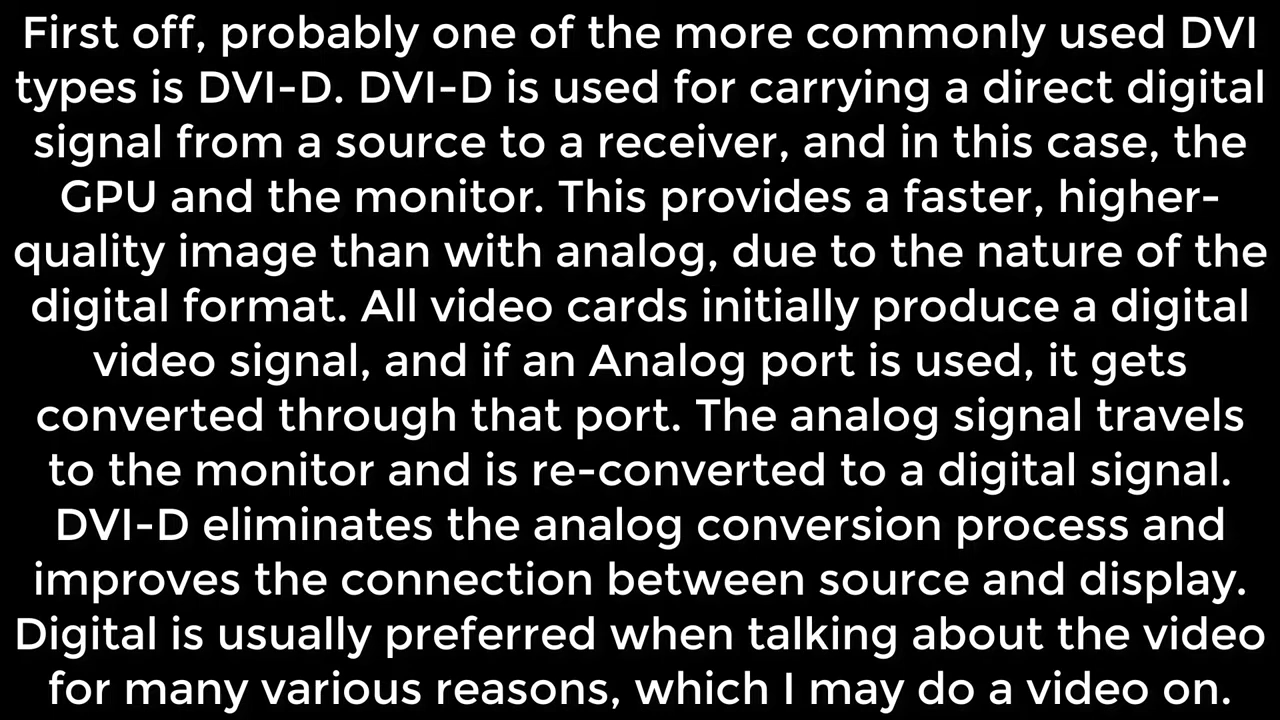 First off, probably one of the more commonly used DVI
types is DVI-D. DVI-D is used for carrying a direct digital
signal from a source to a receiver, and in this case, the
GPU and the monitor. This provides a faster, higher-
quality image than with analog, due to the nature of the
digital format. All video cards initially produce a digital
video signal, and if an Analog port is used, it gets
converted through that port. The analog signal travels
to the monitor and is re-converted to a digital signal.
DVI-D eliminates the analog conversion process and
improves the connection between source and display.
Digital is usually preferred when talking about the video
for many various reasons, which I may do a video on.